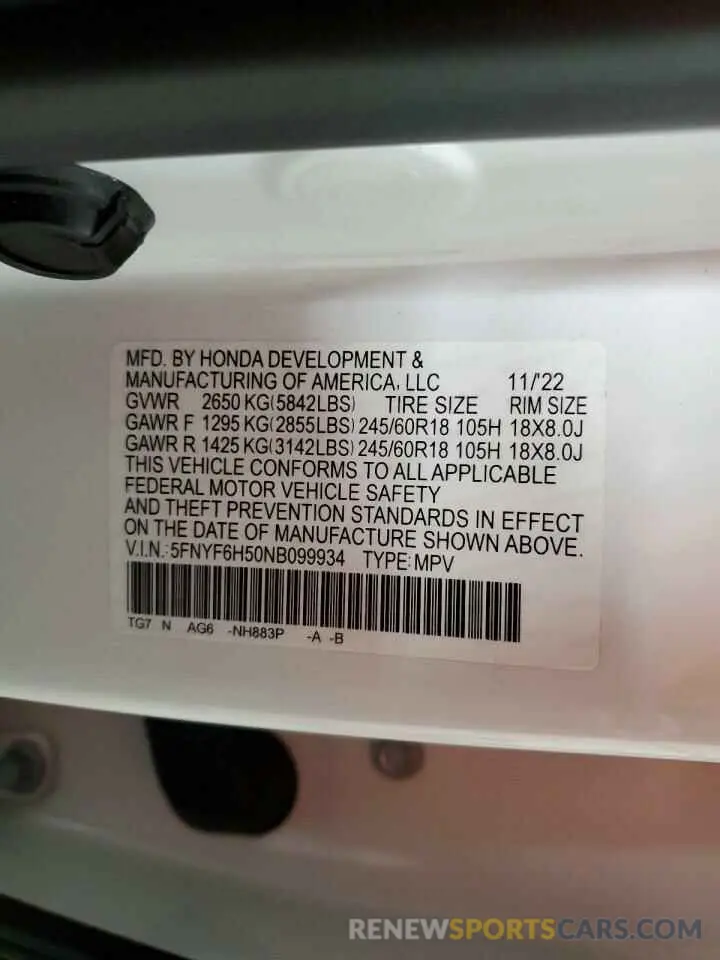 MFD. BY HONDA DEVELOPMENT &
MANUFACTURING OF AMERICA, LLC 11/'22
GVWR 2650 KG(5842LBS) TIRE SIZE RIM SIZE
GAWR F 1295 KG(2855LBS) 245/60R18 105H 18X8.0J
GAWR R 1425 KG(3142LBS) 245/60R18 105H 18X8.0J
THIS VEHICLE CONFORMS TO ALL APPLICABLE
FEDERAL MOTOR VEHICLE SAFETY
AND THEFT PREVENTION STANDARDS IN EFFECT
ON THE DATE OF MANUFACTURE SHOWN ABOVE.
V.I.N.: 5FNYF6H50NB099934 TYPE: MPV
TG7 N AG6 -NH883P -A -B
RENEWSPORTSCARS.COM